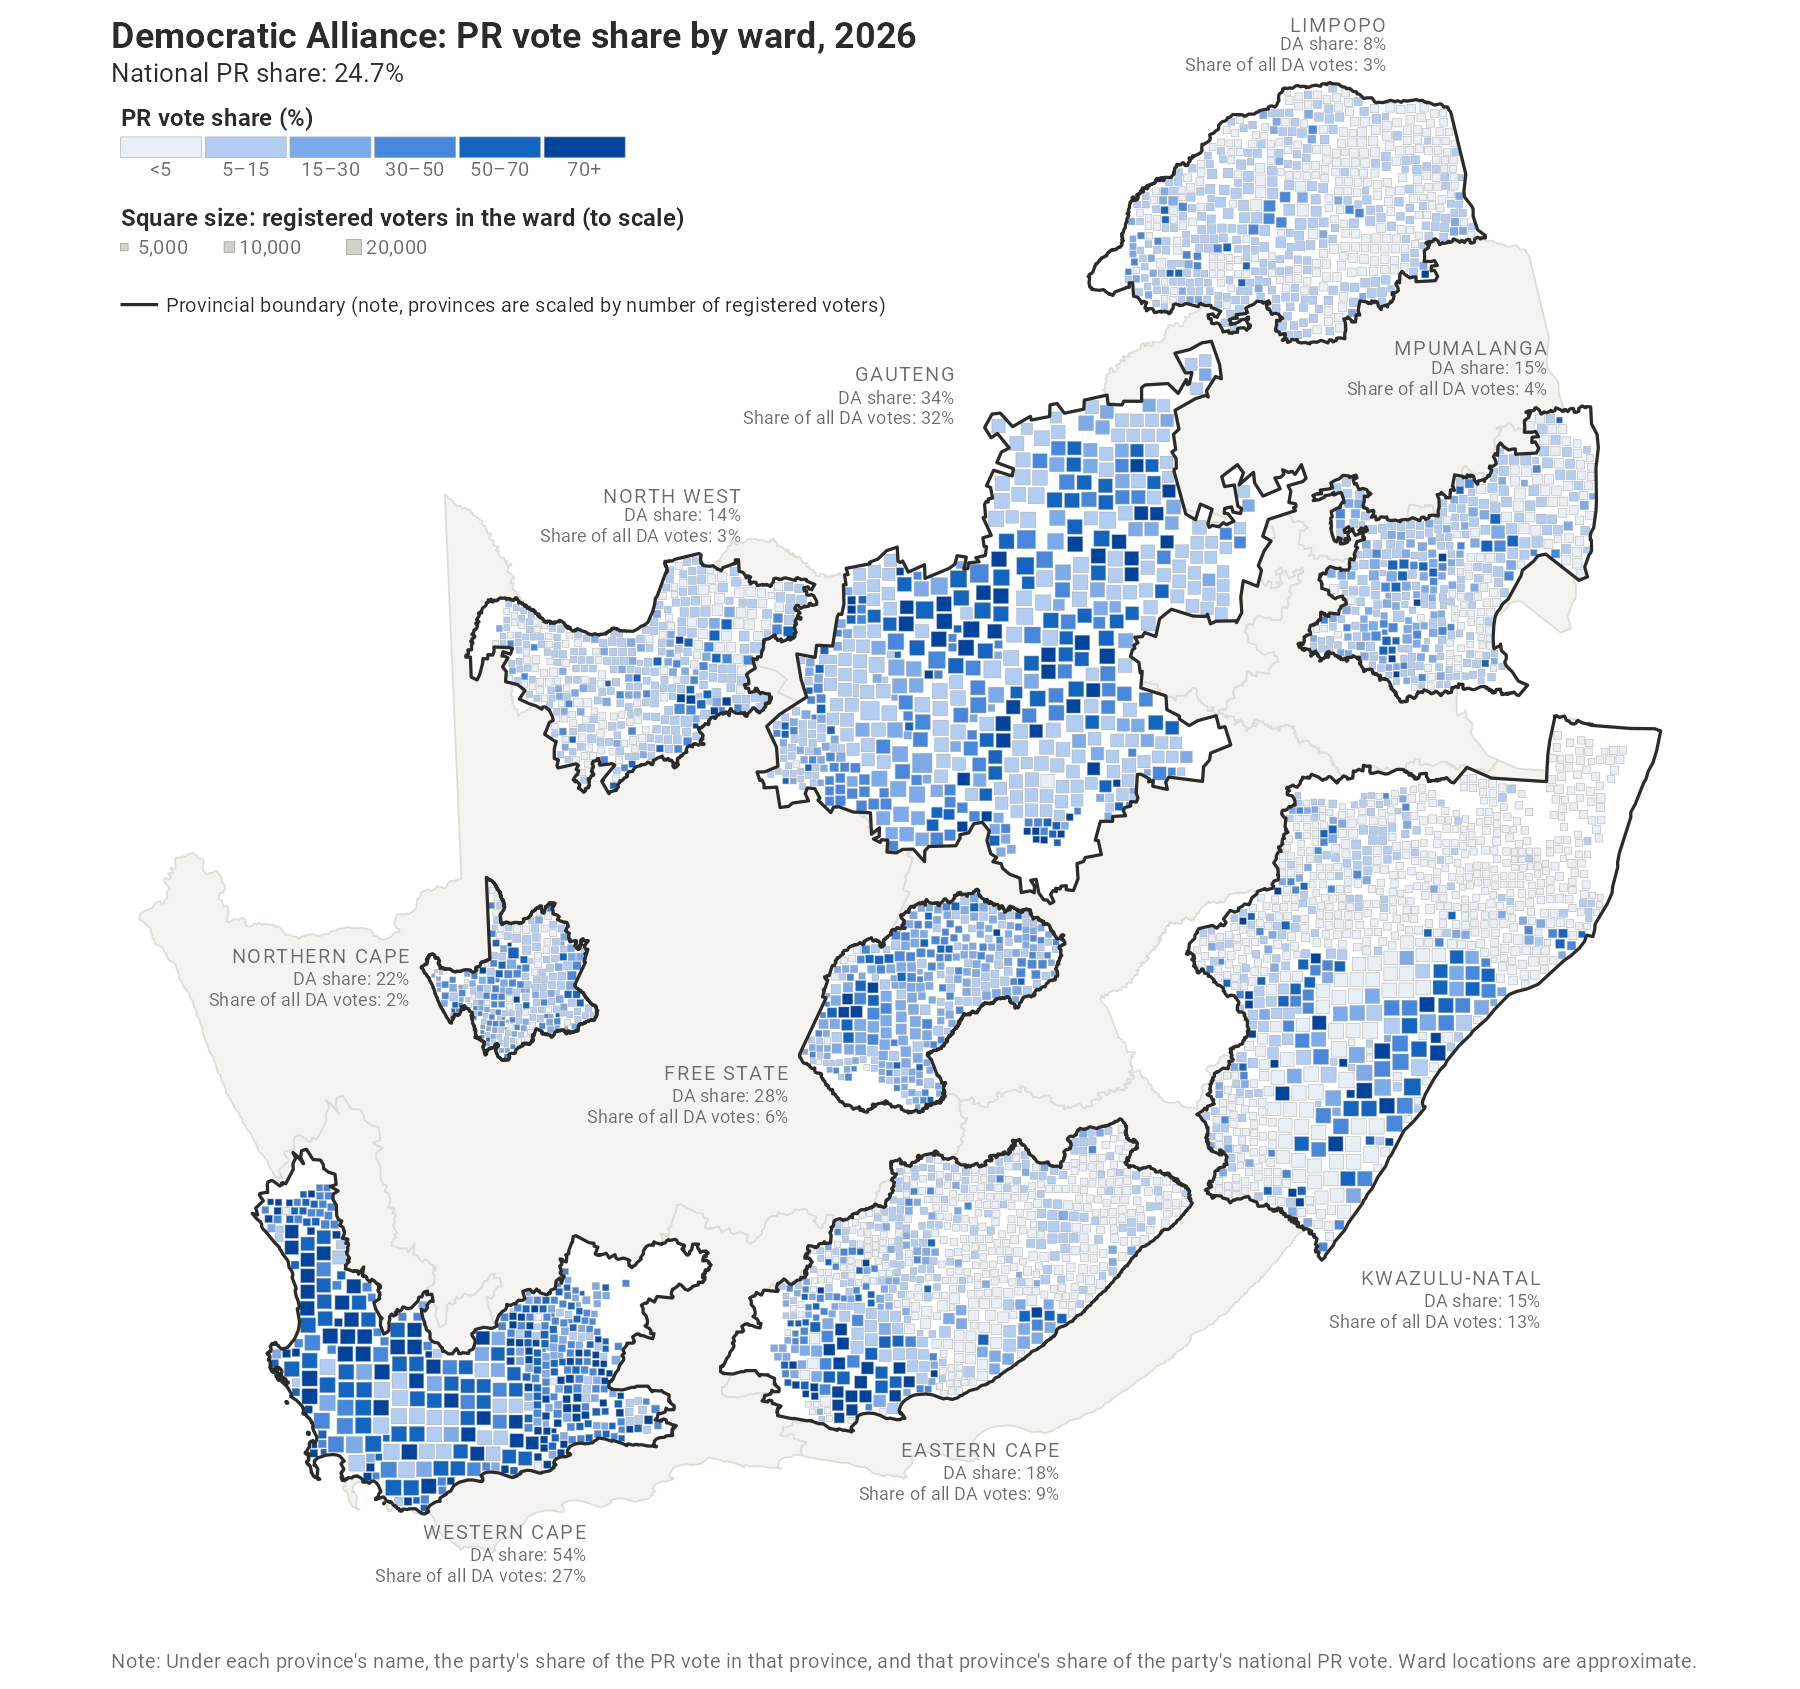 Democratic Alliance: PR vote share by ward, 2026
National PR share: 24.7%
PR vote share (%)
<5 5–15 15–30 30–50 50–70 70+
Square size: registered voters in the ward (to scale)
5,000 10,000 20,000
Provincial boundary (note, provinces are scaled by number of registered voters)
LIMPOPO
DA share: 8%
Share of all DA votes: 3%
MPUMALANGA
DA share: 15%
Share of all DA votes: 4%
GAUTENG
DA share: 34%
Share of all DA votes: 32%
NORTH WEST
DA share: 14%
Share of all DA votes: 3%
NORTHERN CAPE
DA share: 22%
Share of all DA votes: 2%
FREE STATE
DA share: 28%
Share of all DA votes: 6%
KWAZULU-NATAL
DA share: 15%
Share of all DA votes: 13%
EASTERN CAPE
DA share: 18%
Share of all DA votes: 9%
WESTERN CAPE
DA share: 54%
Share of all DA votes: 27%
Note: Under each province's name, the party's share of the PR vote in that province, and that province's share of the party's national PR vote. Ward locations are approximate.